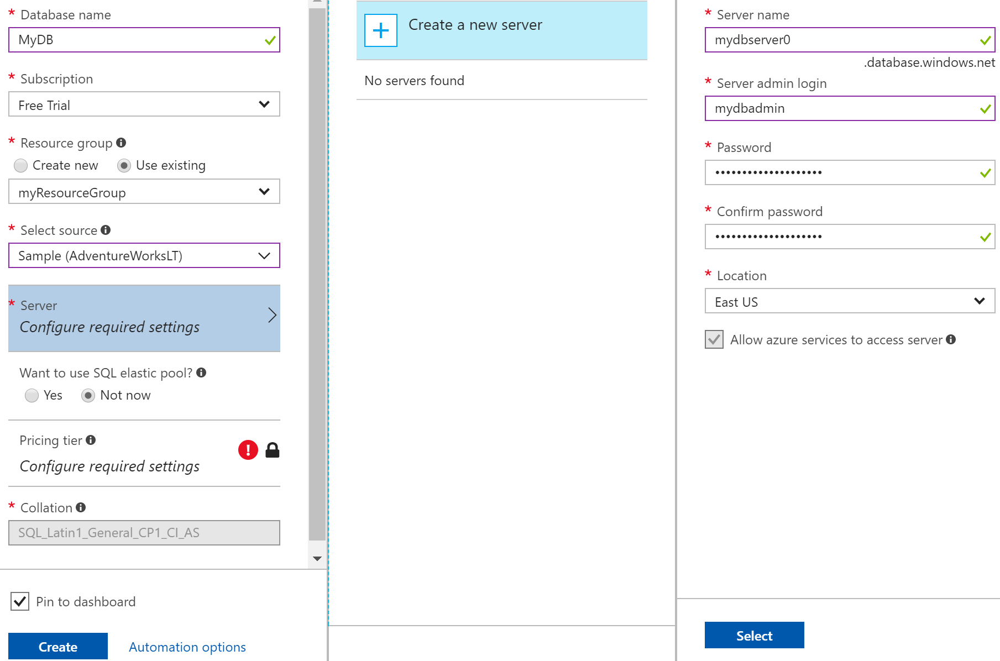 * Database name
MyDB
* Subscription
Free Trial
* Resource group
Create new Use existing
myResourceGroup
* Select source
Sample (AdventureWorksLT)
* Server
Configure required settings
Want to use SQL elastic pool?
Yes Not now
Pricing tier
Configure required settings
* Collation
SQL_Latin1_General_CP1_CI_AS
Pin to dashboard
Create Automation options
Create a new server
No servers found
* Server name
mydbserver0
.database.windows.net
* Server admin login
mydbadmin
* Password
••••••••••••••••••••
* Confirm password
••••••••••••••••••••
* Location
East US
Allow azure services to access server
Select